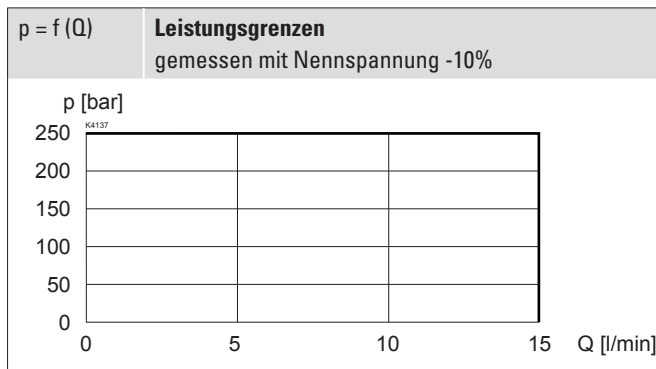 p = f (Q) Leistungsgrenzen
gemessen mit Nennspannung -10%
p [bar]
K4137
250
200
150
100
50
0
0 5 10 15 Q [l/min]